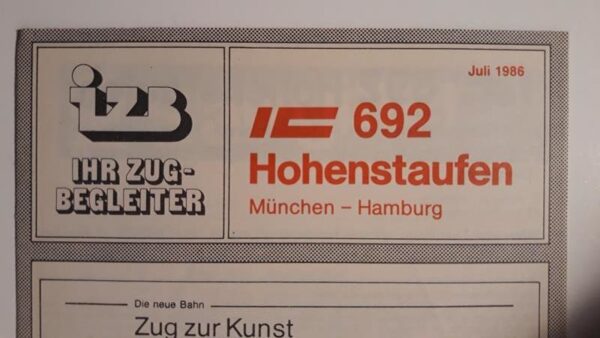 izB
IHR ZUG-
BEGLEITER
Juli 1986
IC 692
Hohenstaufen
München – Hamburg
Die neue Bahn
Zug zur Kunst